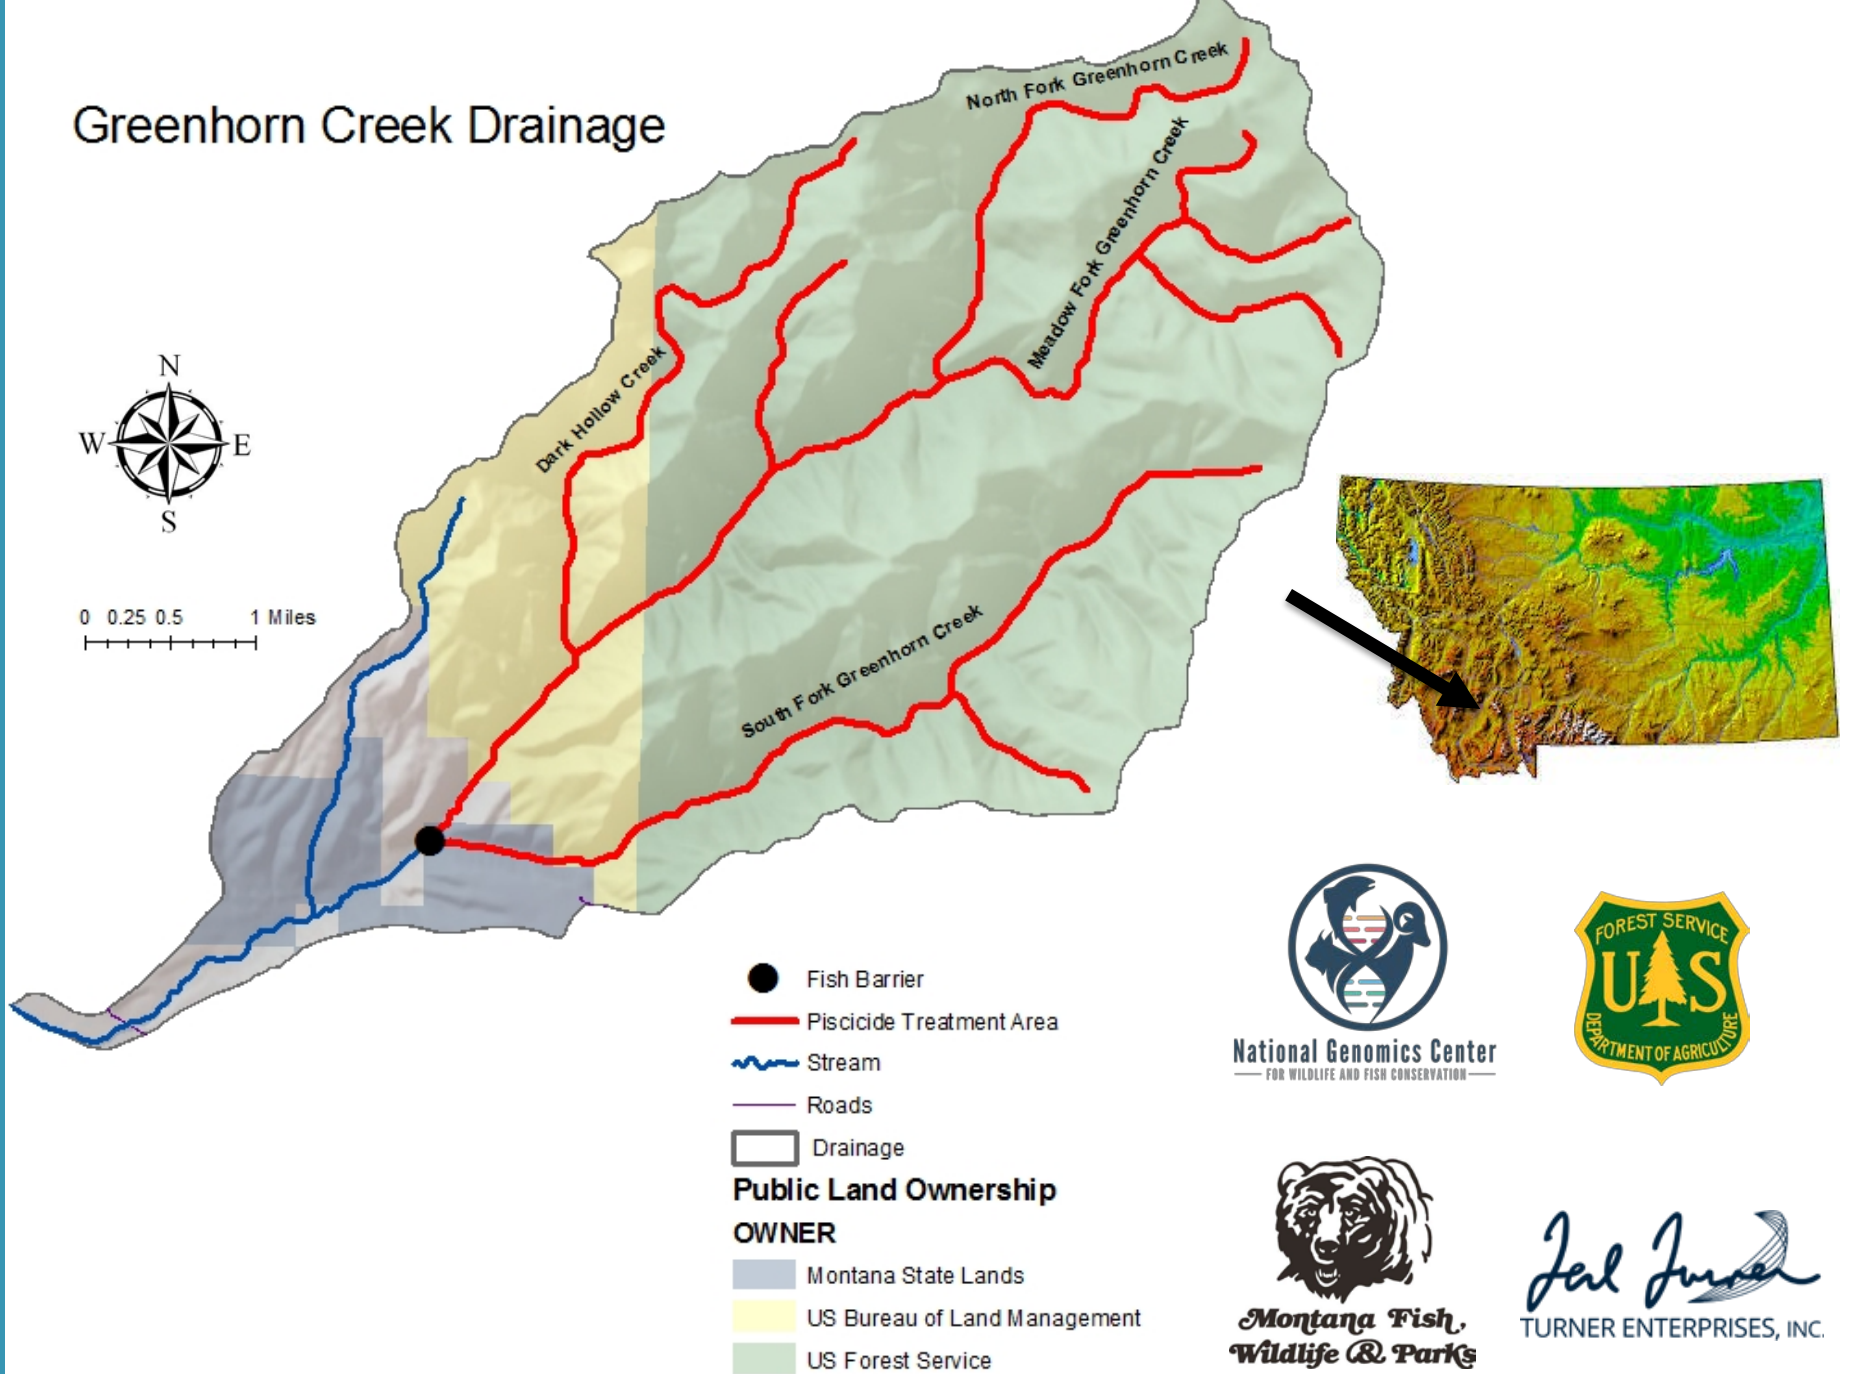 Greenhorn Creek Drainage
North Fork Greenhorn Creek
Meadow Fork Greenhorn Creek
Dark Hollow Creek
South Fork Greenhorn Creek
N
W E
S
0 0.25 0.5 1 Miles
Fish Barrier
Piscicide Treatment Area
Stream
Roads
Drainage
Public Land Ownership
OWNER
Montana State Lands
US Bureau of Land Management
US Forest Service
National Genomics Center
FOR WILDLIFE AND FISH CONSERVATION
FOREST SERVICE
U S
DEPARTMENT OF AGRICULTURE
Montana Fish,
Wildlife & Parks
Ted Turner
TURNER ENTERPRISES, INC.